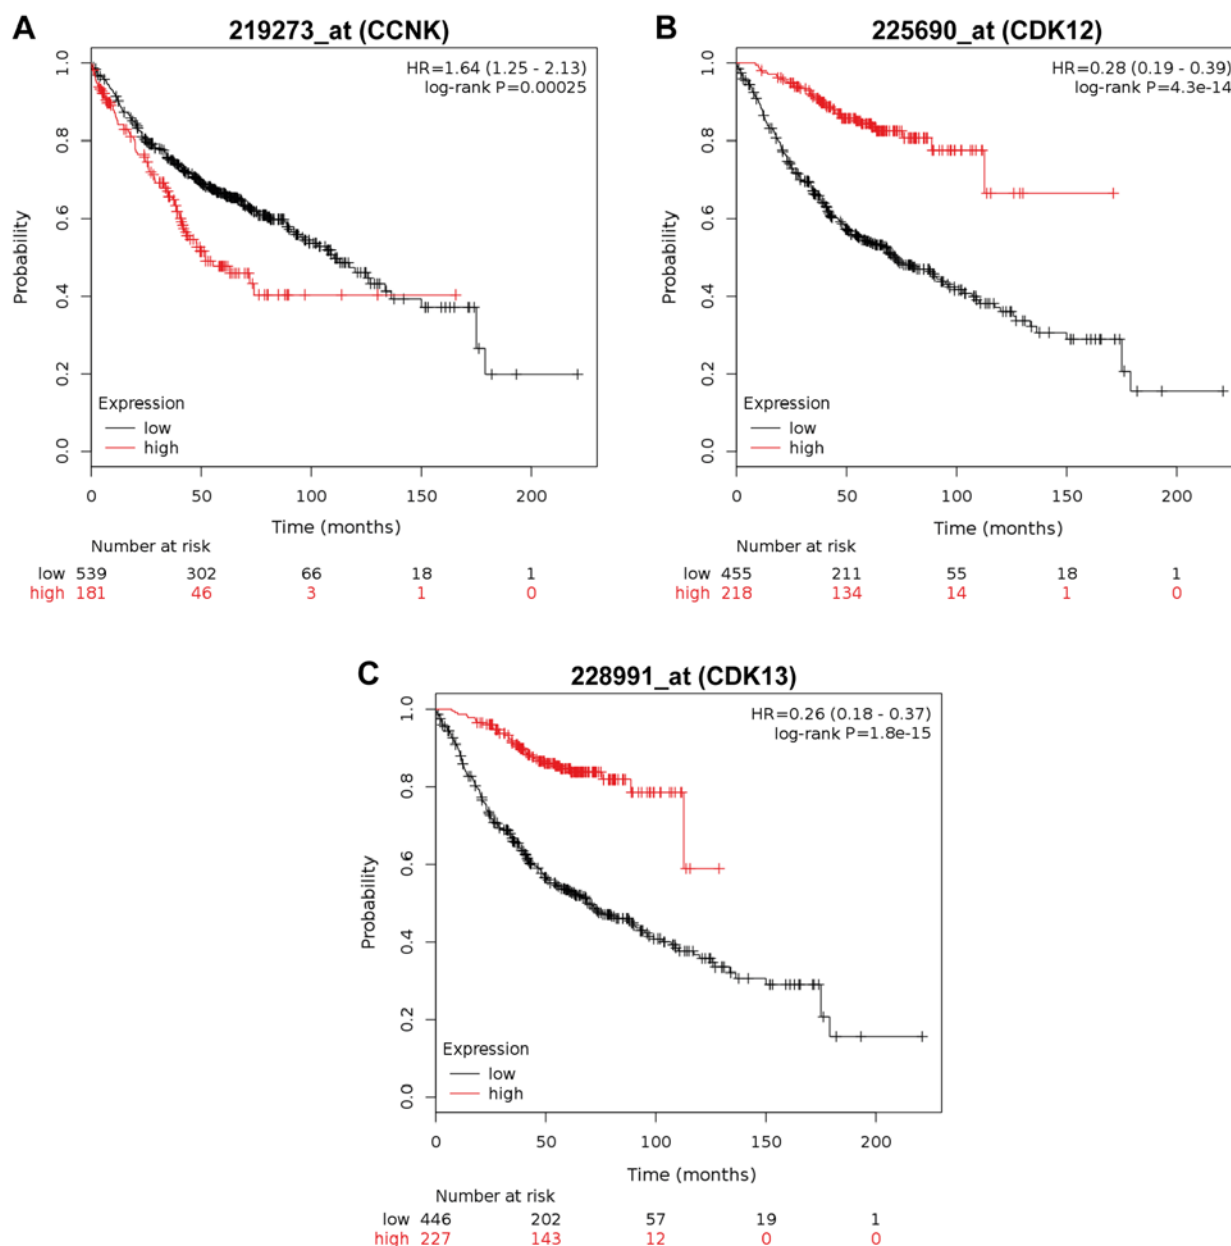 A
219273_at (CCNK)
HR=1.64 (1.25 - 2.13)
log-rank P=0.00025
Probability
1.0
0.8
0.6
0.4
0.2
0.0
Expression
low
high
0 50 100 150 200
Time (months)
Number at risk
low 539 302 66 18 1
high 181 46 3 1 0
B
225690_at (CDK12)
HR=0.28 (0.19 - 0.39)
log-rank P=4.3e-14
Probability
1.0
0.8
0.6
0.4
0.2
0.0
Expression
low
high
0 50 100 150 200
Time (months)
Number at risk
low 455 211 55 18 1
high 218 134 14 1 0
C
228991_at (CDK13)
HR=0.26 (0.18 - 0.37)
log-rank P=1.8e-15
Probability
1.0
0.8
0.6
0.4
0.2
0.0
Expression
low
high
0 50 100 150 200
Time (months)
Number at risk
low 446 202 57 19 1
high 227 143 12 0 0